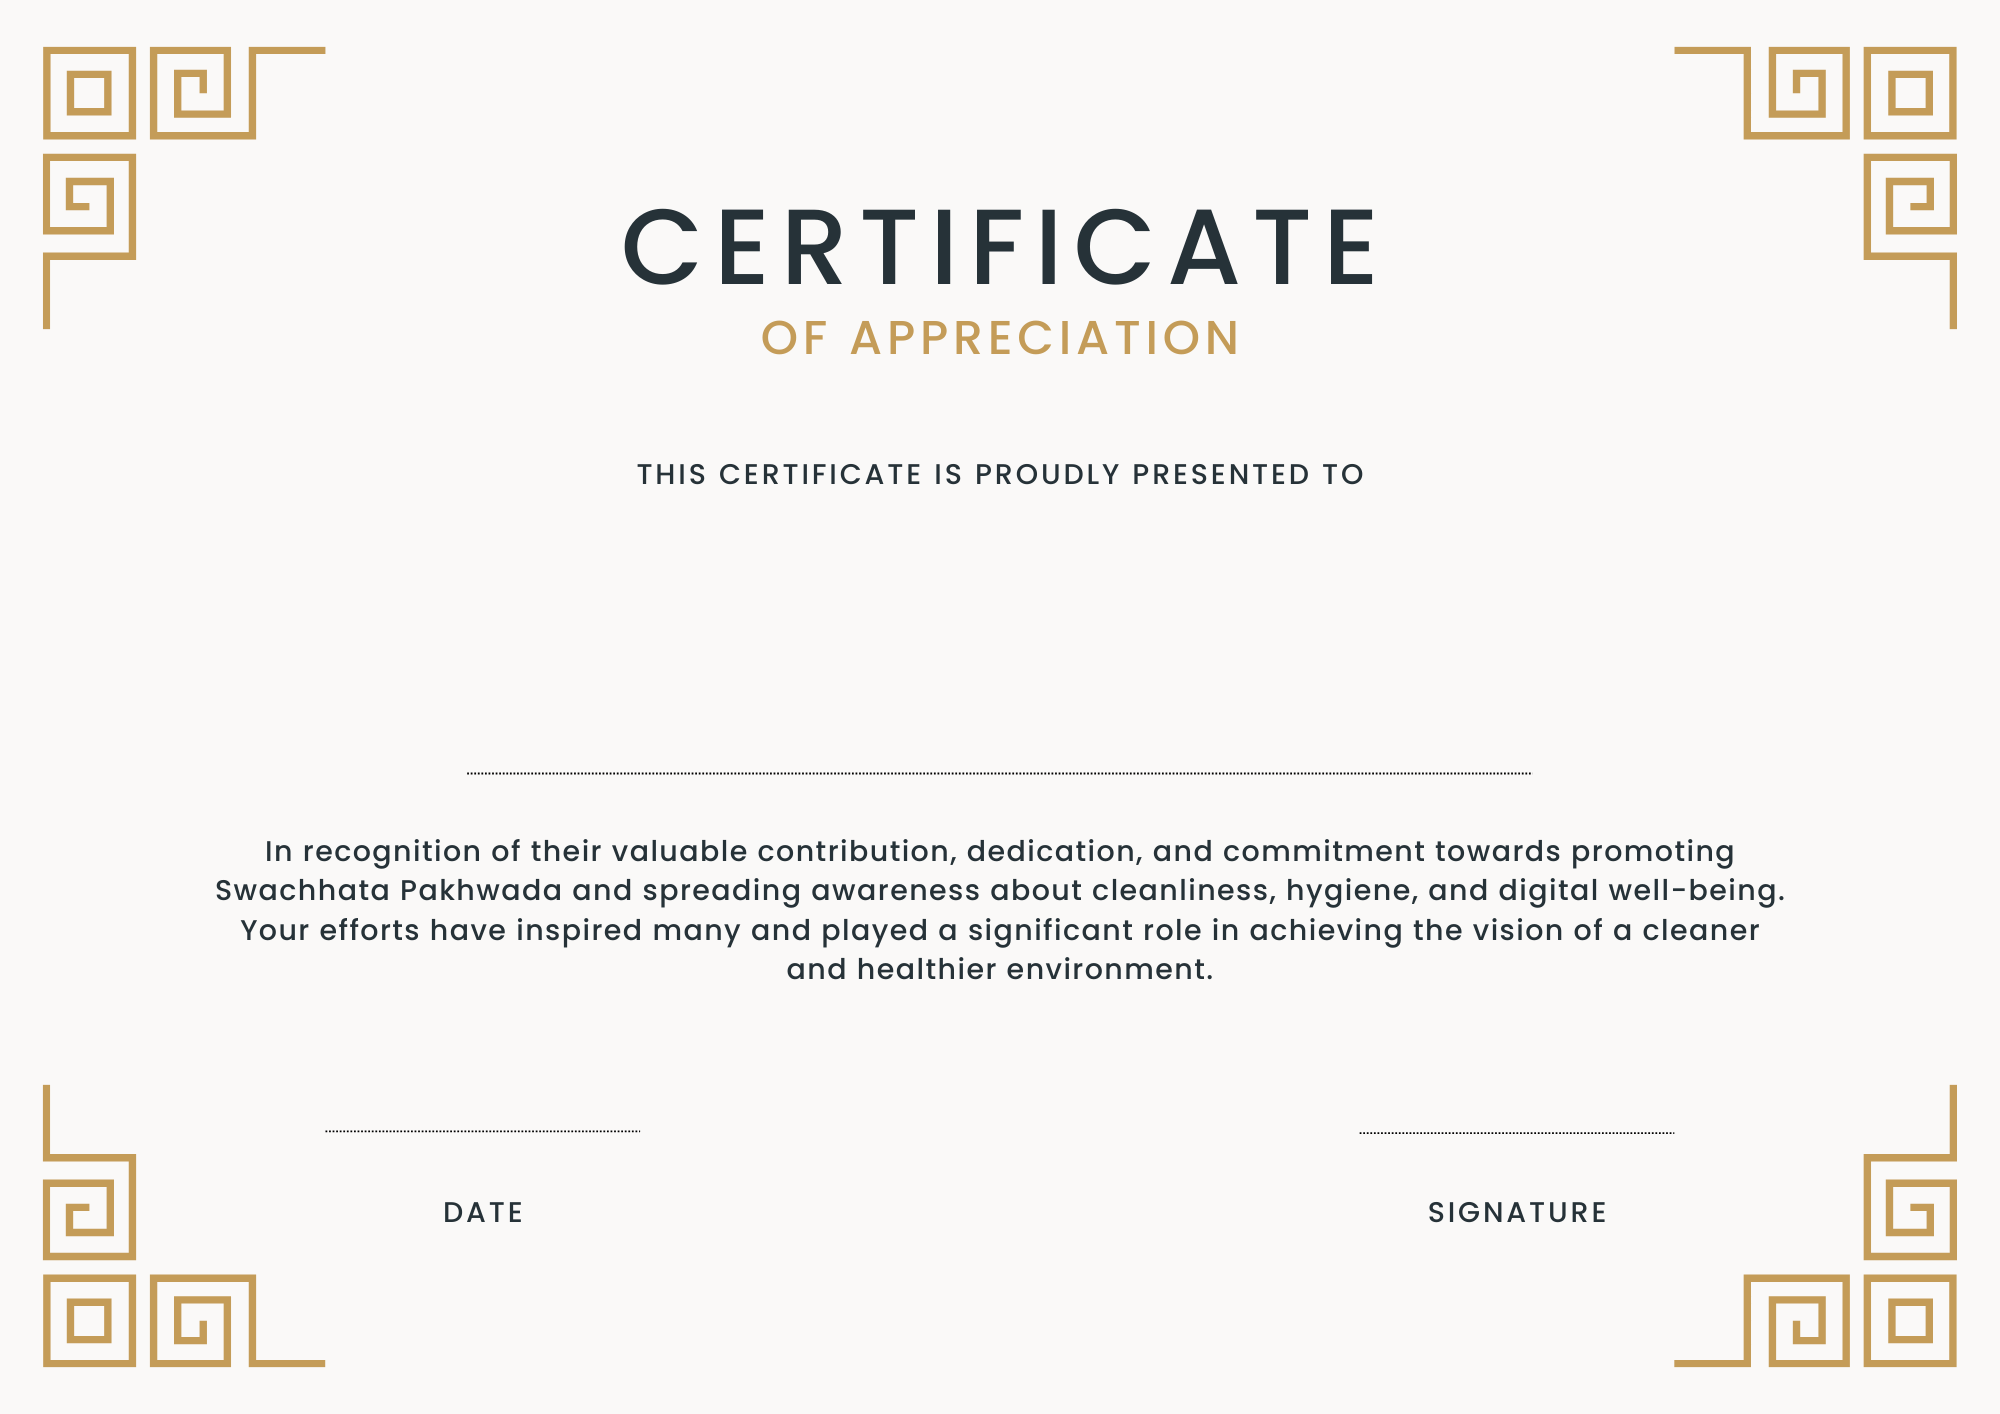 CERTIFICATE
OF APPRECIATION
THIS CERTIFICATE IS PROUDLY PRESENTED TO
In recognition of their valuable contribution, dedication, and commitment towards promoting
Swachhata Pakhwada and spreading awareness about cleanliness, hygiene, and digital well-being.
Your efforts have inspired many and played a significant role in achieving the vision of a cleaner
and healthier environment.
DATE
SIGNATURE